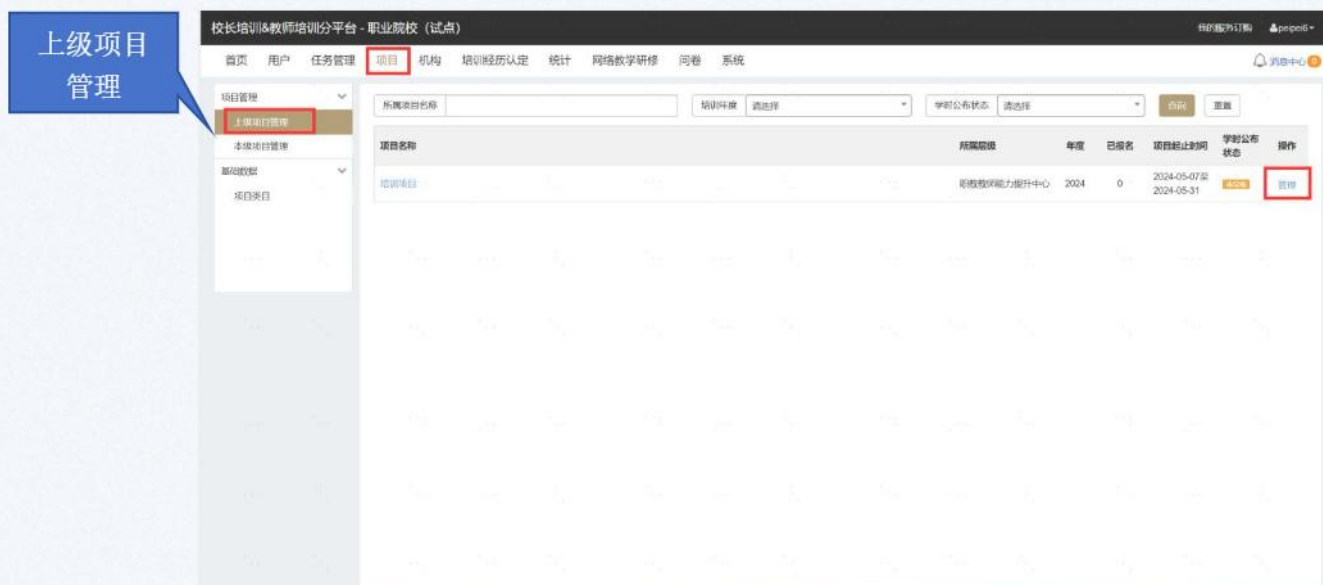 上级项目
管理
校长培训&教师培训分平台 - 职业院校（试点） 我的服务订购 peipei6
首页 用户 任务管理 项目 机构 培训经历认定 统计 网络教学研修 问卷 系统 消息中心 0
项目管理
上级项目管理
本级项目管理
基础数据
项目类目
所属项目名称 培训年度 请选择 学时公布状态 请选择 查询 重置
项目名称 所属层级 年度 已报名 项目起止时间 学时公布状态 操作
培训项目 职教教师能力提升中心 2024 0 2024-05-07至 未公布 管理
2024-05-31